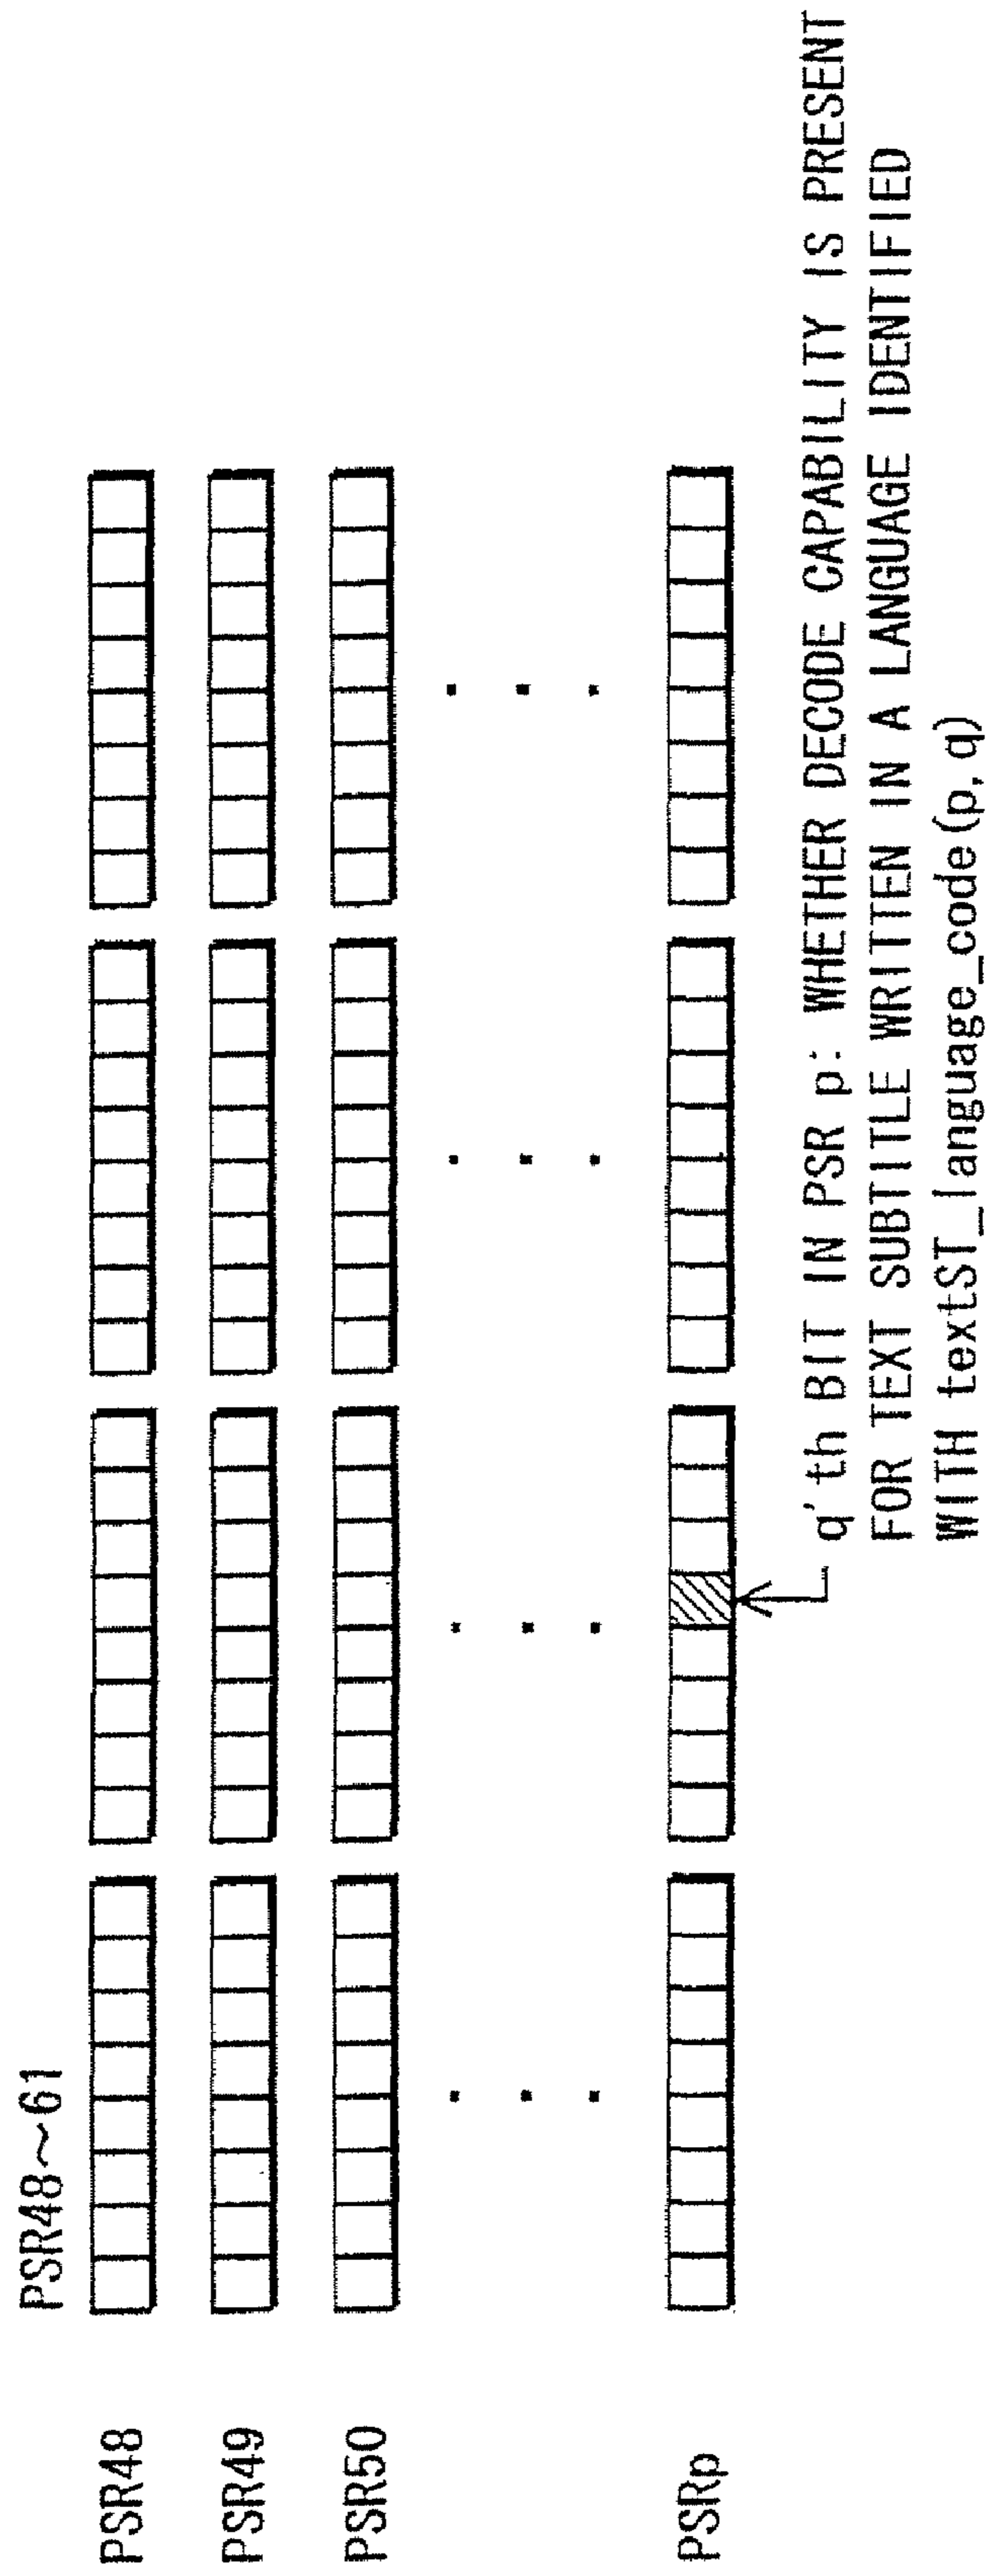 PSR48~61
PSR48
PSR49
PSR50
PSRp
q'th BIT IN PSR p: WHETHER DECODE CAPABILITY IS PRESENT
FOR TEXT SUBTITLE WRITTEN IN A LANGUAGE IDENTIFIED
WITH textST_language_code(p, q)